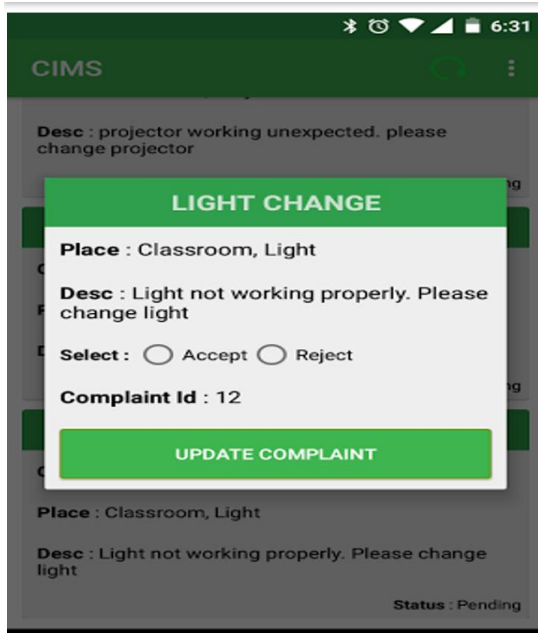 6:31
CIMS
Desc : projector working unexpected. please
change projector
LIGHT CHANGE
Place : Classroom, Light
Desc : Light not working properly. Please
change light
Select : Accept Reject
Complaint Id : 12
UPDATE COMPLAINT
Place : Classroom, Light
Desc : Light not working properly. Please change
light
Status : Pending